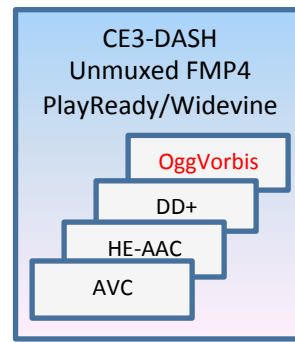 CE3-DASH
Unmuxed FMP4
PlayReady/Widevine
OggVorbis
DD+
HE-AAC
AVC